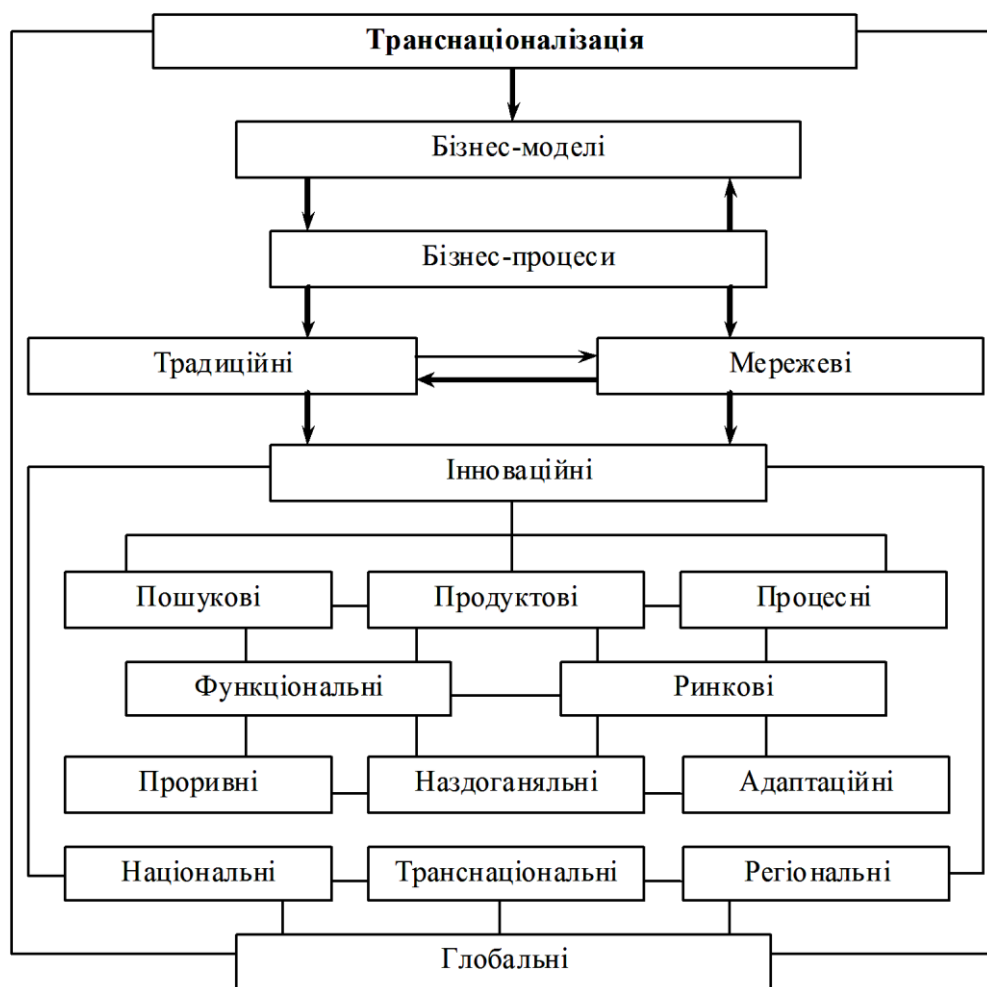 Транснаціоналізація
Бізнес-моделі
Бізнес-процеси
Традиційні
Мережеві
Інноваційні
Пошукові
Продуктові
Процесні
Функціональні
Ринкові
Проривні
Наздоганяльні
Адаптаційні
Національні
Транснаціональні
Регіональні
Глобальні